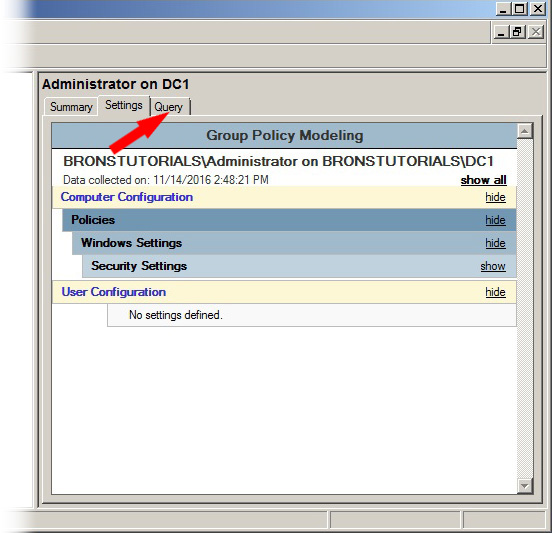 Administrator on DC1
Summary Settings Query
Group Policy Modeling
BRONSTUTORIALS\Administrator on BRONSTUTORIALS\DC1
Data collected on: 11/14/2016 2:48:21 PM show all
Computer Configuration hide
Policies hide
Windows Settings hide
Security Settings show
User Configuration hide
No settings defined.